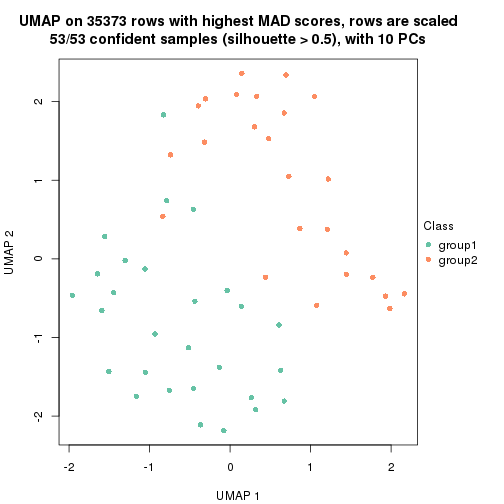 UMAP on 35373 rows with highest MAD scores, rows are scaled
53/53 confident samples (silhouette > 0.5), with 10 PCs
2
1
0
-1
-2
UMAP 2
-2
-1
0
1
2
UMAP 1
Class
group1
group2